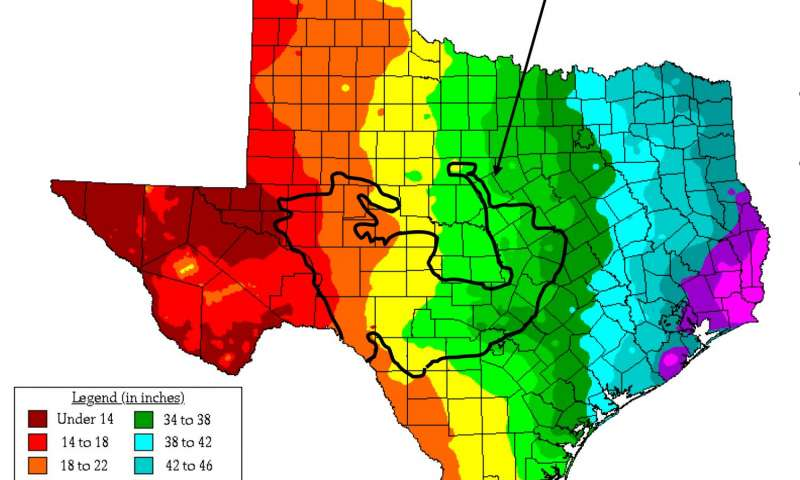 Legend (in inches)
Under 14
34 to 38
14 to 18
38 to 42
18 to 22
42 to 46